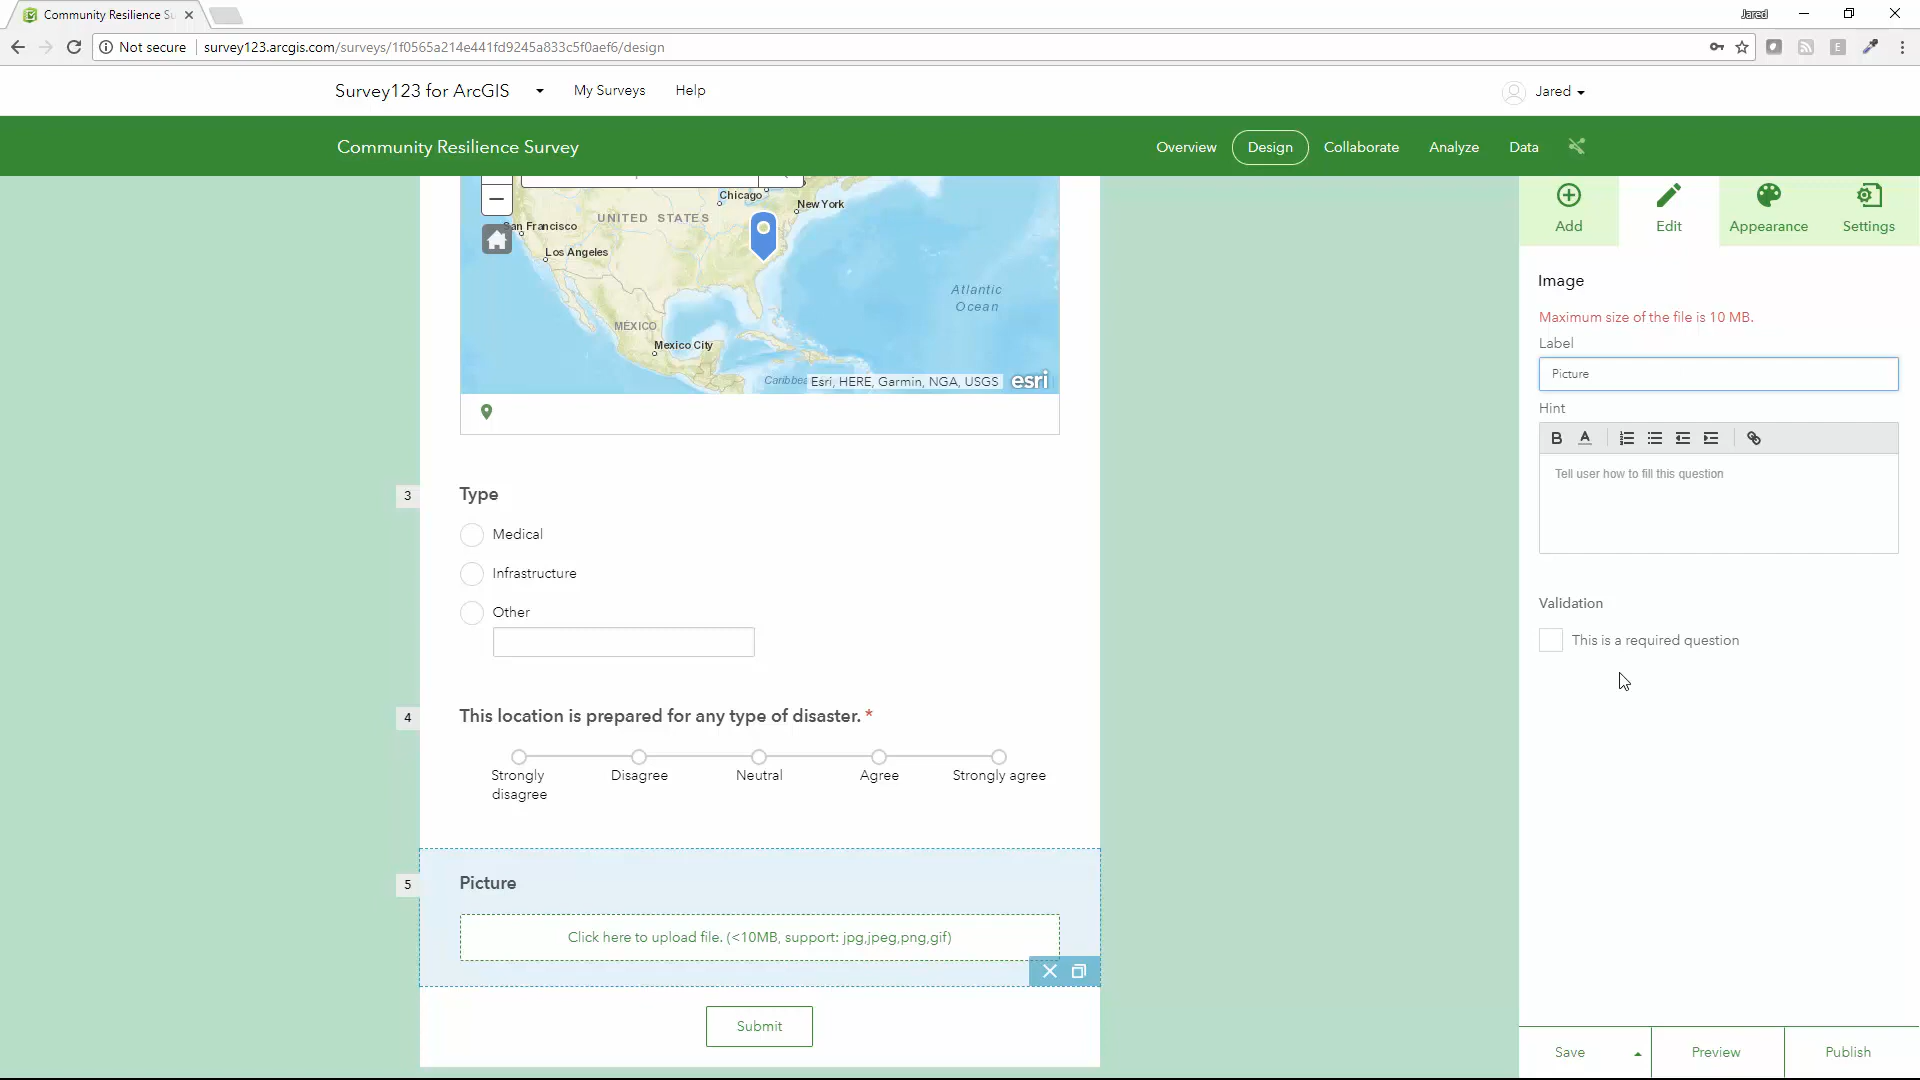 Community Resilience Su
Jared
Not secure
survey123.arcgis.com/surveys/1f0565a214e441fd9245a833c5f0aef6/design
Survey123 for ArcGIS
My Surveys
Help
Jared
Community Resilience Survey
Overview
Design
Collaborate
Analyze
Data
Add
Edit
Appearance
Settings
Chicago
New York
UNITED STATES
San Francisco
Los Angeles
Atlantic
Ocean
MÉXICO
Mexico City
Caribbea
Esri, HERE, Garmin, NGA, USGS
esri
3
Type
Medical
Infrastructure
Other
4
This location is prepared for any type of disaster. *
Strongly
disagree
Disagree
Neutral
Agree
Strongly agree
5
Picture
Click here to upload file. (<10MB, support: jpg,jpeg,png,gif)
Submit
Image
Maximum size of the file is 10 MB.
Label
Picture
Hint
B A
Tell user how to fill this question
Validation
This is a required question
Save
Preview
Publish